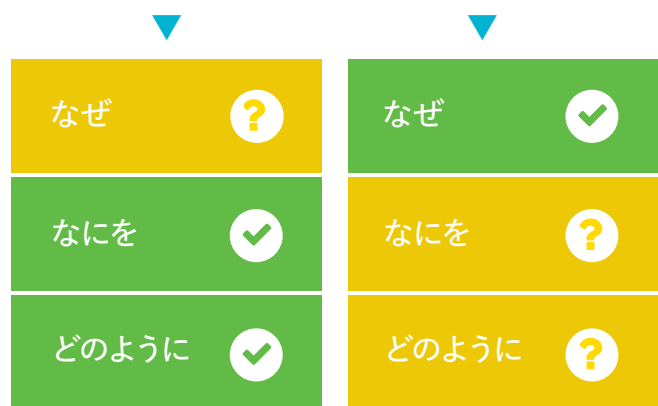 なぜ
なにを
どのように
なぜ
なにを
どのように